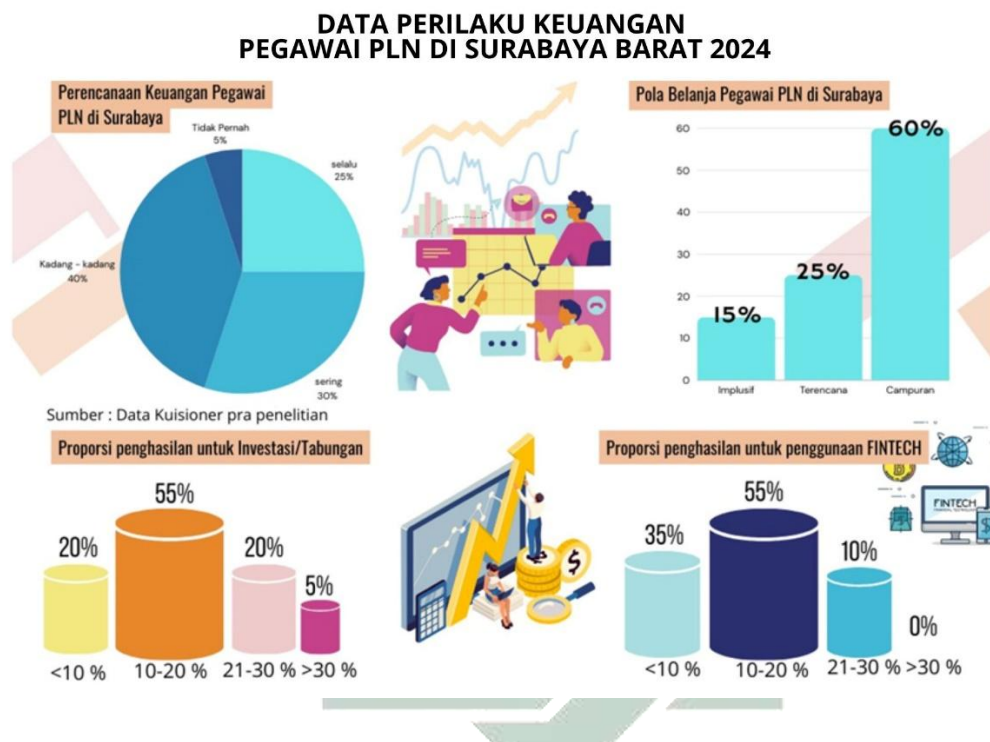 DATA PERILAKU KEUANGAN
PEGAWAI PLN DI SURABAYA BARAT 2024
Perencanaan Keuangan Pegawai
PLN di Surabaya
Tidak Pernah
5%
selalu
25%
Kadang - kadang
40%
sering
30%
Sumber : Data Kuisioner pra penelitian
Pola Belanja Pegawai PLN di Surabaya
60
50
40
30
20
10
0
15%
25%
60%
Implusif
Terencana
Campuran
Proporsi penghasilan untuk Investasi/Tabungan
20%
55%
20%
5%
<10 %
10-20 %
21-30 %
>30 %
Proporsi penghasilan untuk penggunaan FINTECH
FINTECH
35%
55%
10%
0%
<10 %
10-20 %
21-30 %
>30 %